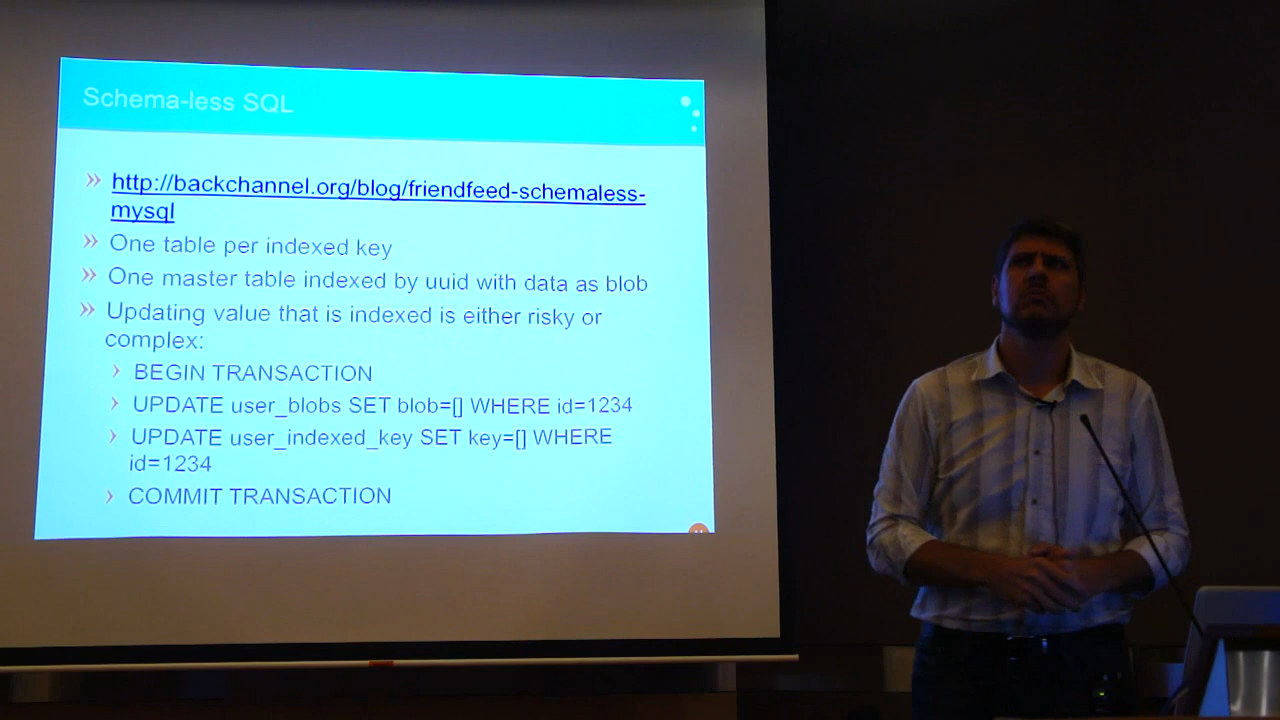 Schema-less SQL
» http://backchannel.org/blog/friendfeed-schemaless-
mysql
» One table per indexed key
» One master table indexed by uuid with data as blob
» Updating value that is indexed is either risky or
complex:
› BEGIN TRANSACTION
› UPDATE user_blobs SET blob=[] WHERE id=1234
› UPDATE user_indexed_key SET key=[] WHERE
id=1234
› COMMIT TRANSACTION